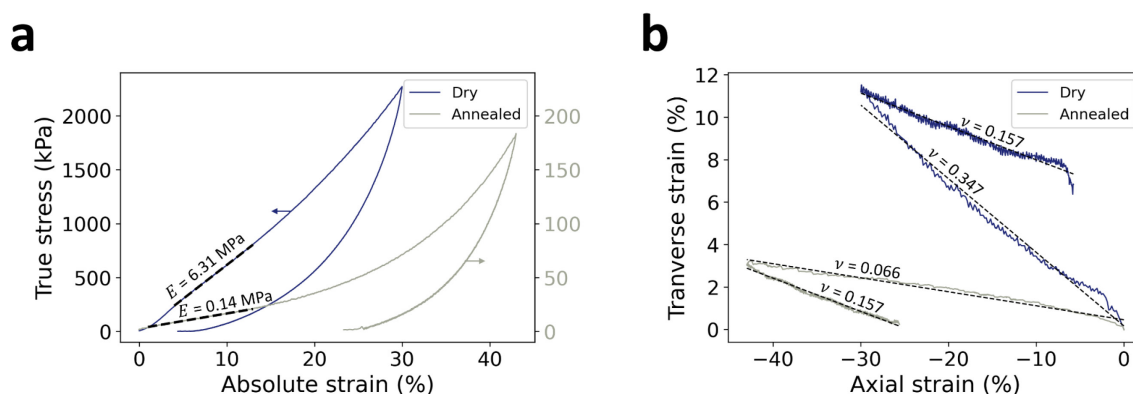 a
True stress (kPa)
2000
1500
1000
500
0
Dry
Annealed
E = 6.31 MPa
E = 0.14 MPa
200
150
100
50
0
0 10 20 30 40
Absolute strain (%)
b
Tranverse strain (%)
12
10
8
6
4
2
0
Dry
Annealed
ν = 0.157
ν = 0.347
ν = 0.066
ν = 0.157
−40 −30 −20 −10 0
Axial strain (%)